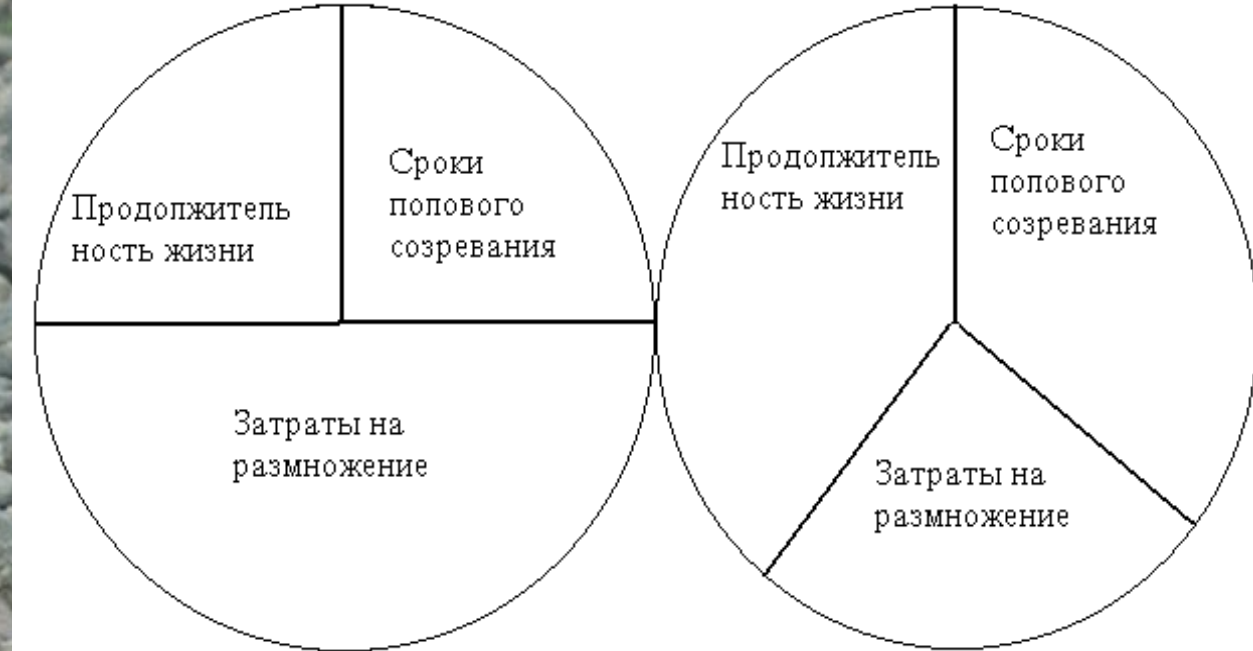 Продолжитель
ность жизни
Сроки
полового
созревания
Затраты на
размножение
Продолжитель
ность жизни
Сроки
полового
созревания
Затраты на
размножение